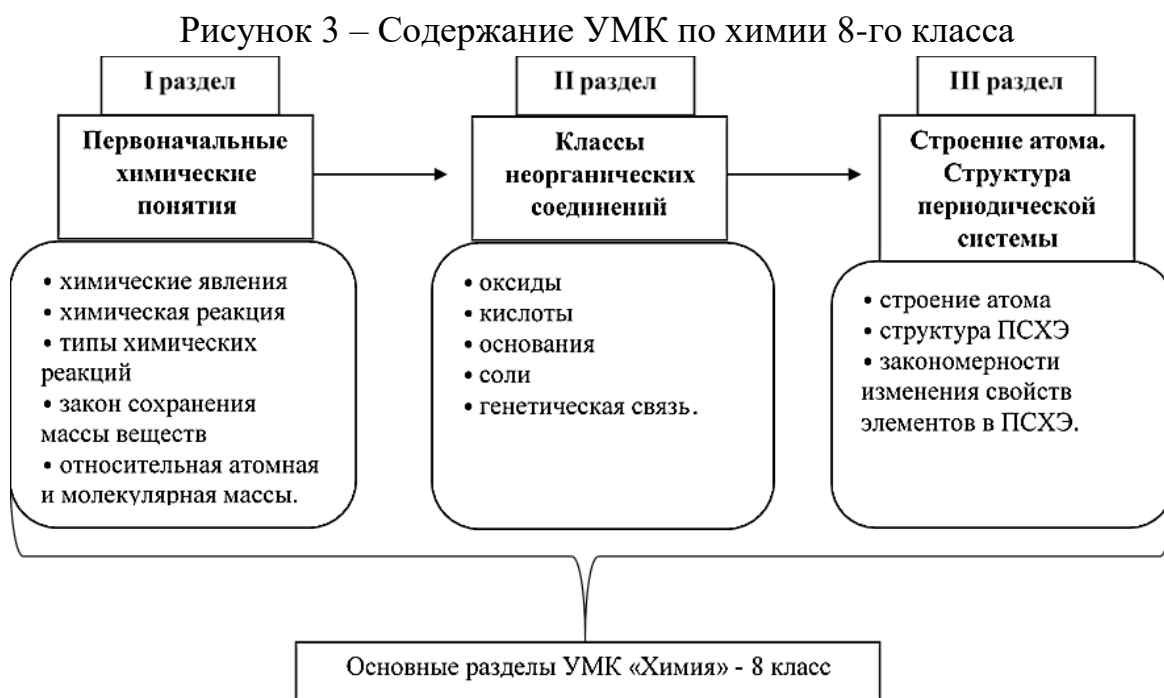 Рисунок 3 – Содержание УМК по химии 8-го класса
I раздел
Первоначальные
химические
понятия
• химические явления
• химическая реакция
• типы химических
реакций
• закон сохранения
массы веществ
• относительная атомная
и молекулярная массы.
II раздел
Классы
неорганических
соединений
• оксиды
• кислоты
• основания
• соли
• генетическая связь.
III раздел
Строение атома.
Структура
периодической
системы
• строение атома
• структура ПСХЭ
• закономерности
изменения свойств
элементов в ПСХЭ.
Основные разделы УМК «Химия» - 8 класс